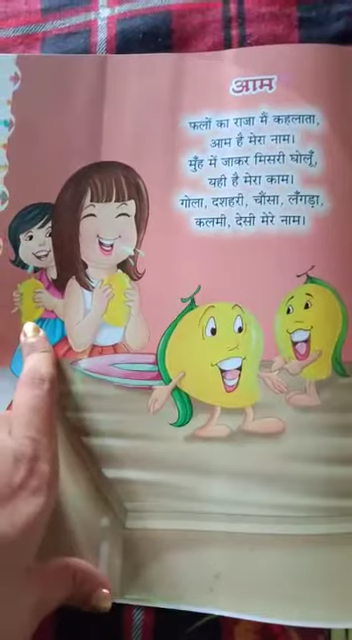 आम
फलों का राजा मैं कहलाता,
आम है मेरा नाम।
मुँह में जाकर मिसरी घोलूँ,
यही है मेरा काम।
गोला, दशहरी, चौंसा, लँगड़ा,
कलमी, देसी मेरे नाम।